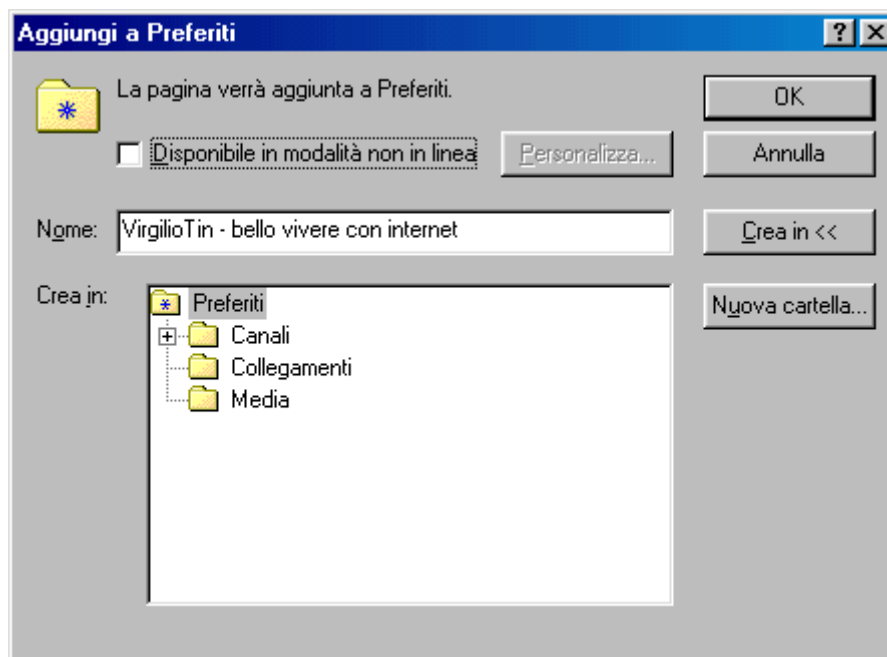 Aggiungi a Preferiti
La pagina verrà aggiunta a Preferiti.
OK
Disponibile in modalità non in linea
Personalizza...
Annulla
Nome:
VirgilioTin - bello vivere con internet
Crea in <<
Crea in:
Preferiti
Nuova cartella...
Canali
Collegamenti
Media